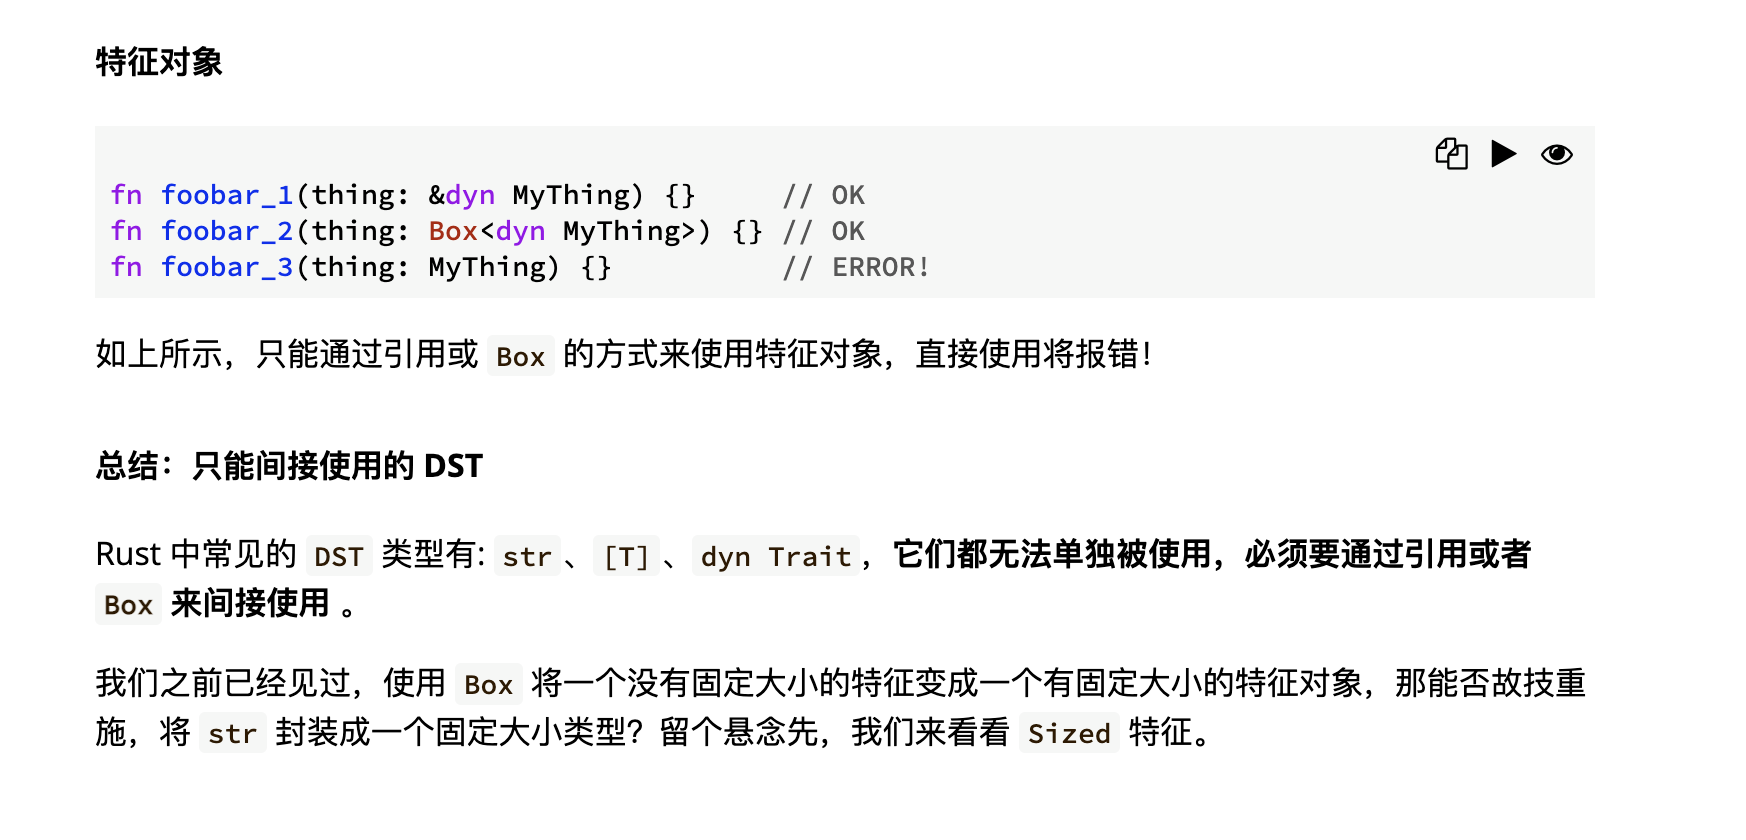 特征对象
fn foobar_1(thing: &dyn MyThing) {}     // OK
fn foobar_2(thing: Box<dyn MyThing>) {} // OK
fn foobar_3(thing: MyThing) {}          // ERROR!
如上所示，只能通过引用或 Box 的方式来使用特征对象，直接使用将报错！
总结：只能间接使用的 DST
Rust 中常见的 DST 类型有: str、[T]、dyn Trait，它们都无法单独被使用，必须要通过引用或者
Box 来间接使用 。
我们之前已经见过，使用 Box 将一个没有固定大小的特征变成一个有固定大小的特征对象，那能否故技重
施，将 str 封装成一个固定大小类型？留个悬念先，我们来看看 Sized 特征。